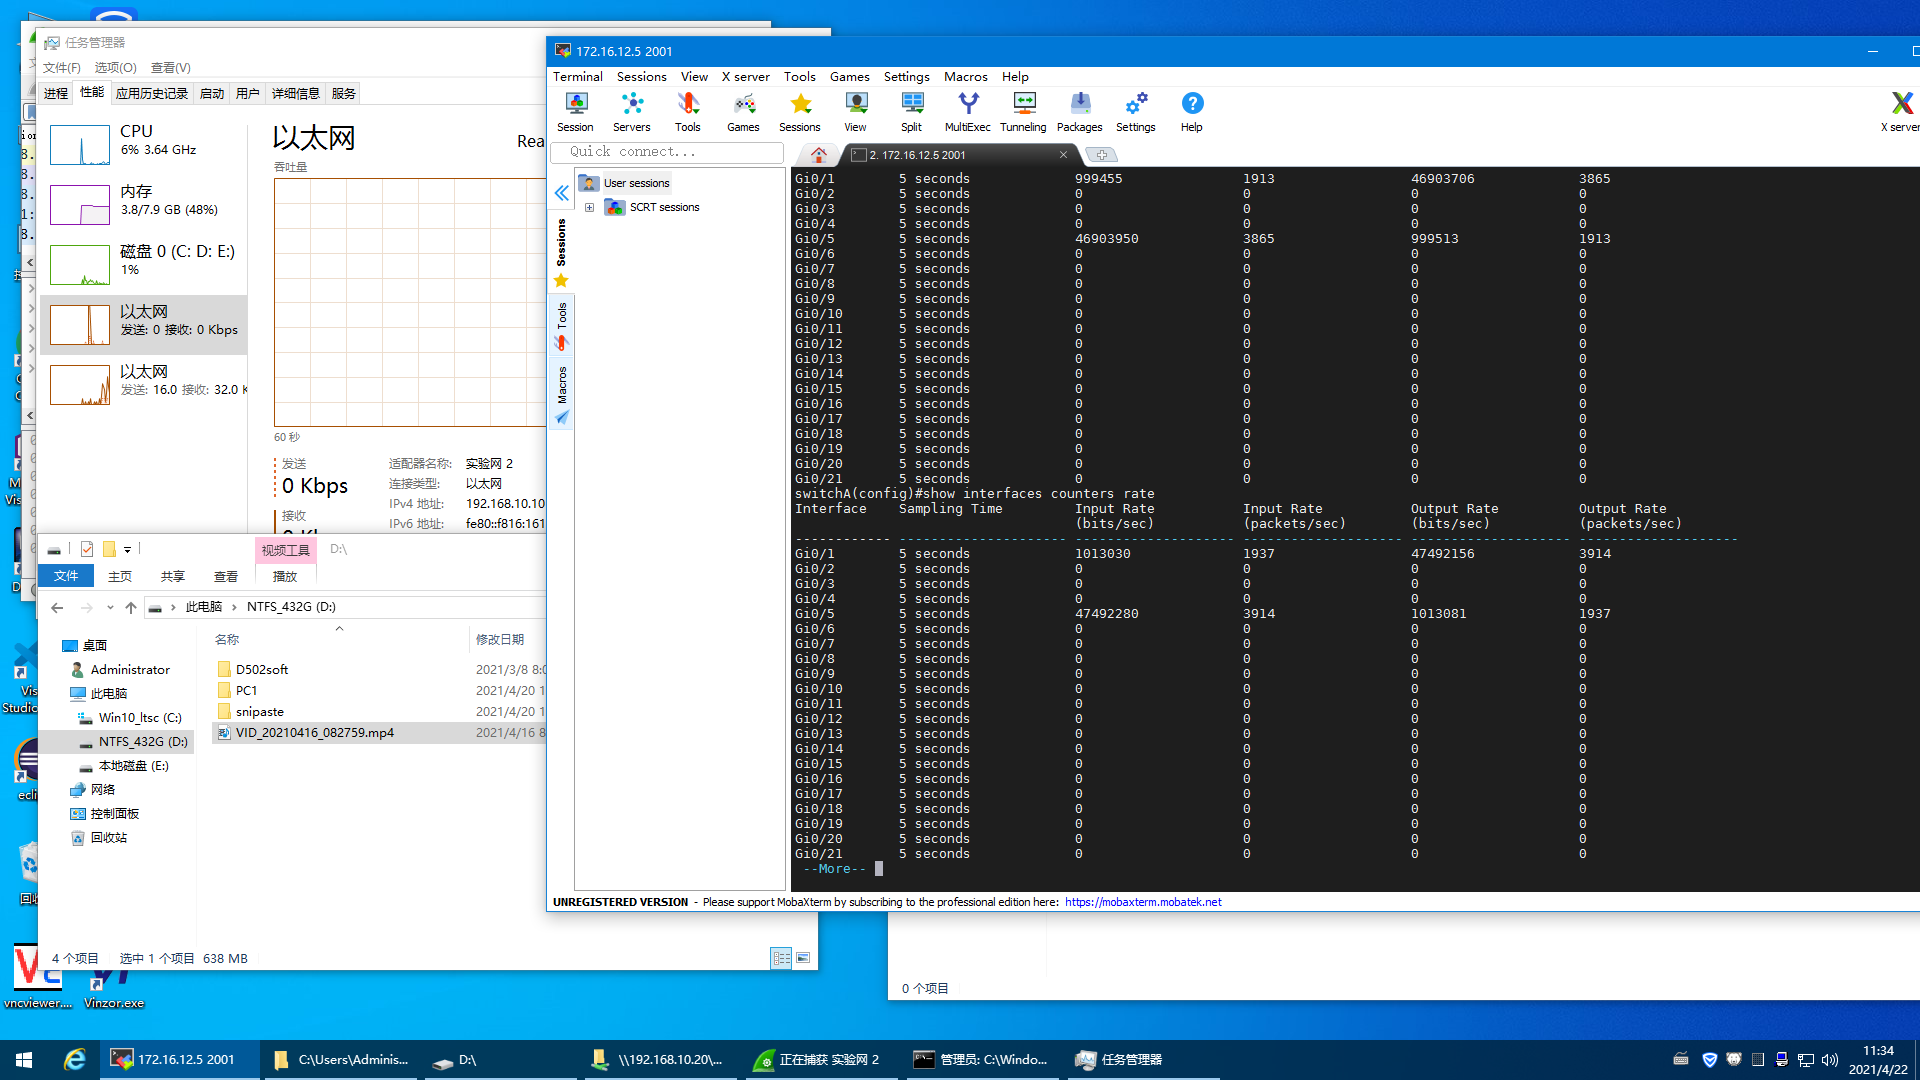 任务管理器
文件(F) 选项(O) 查看(V)
进程 性能 应用历史记录 启动 用户 详细信息 服务
CPU
6% 3.64 GHz
内存
3.8/7.9 GB (48%)
磁盘 0 (C: D: E:)
1%
以太网
发送: 0 接收: 0 Kbps
以太网
发送: 16.0 接收: 32.0 K
以太网
Rea
吞吐量
60 秒
发送
0 Kbps
接收
适配器名称: 实验网 2
连接类型: 以太网
IPv4 地址: 192.168.10.10
IPv6 地址: fe80::f816:161
视频工具 D:\
文件 主页 共享 查看 播放
此电脑 NTFS_432G (D:)
桌面
Administrator
此电脑
Win10_ltsc (C:)
NTFS_432G (D:)
本地磁盘 (E:)
网络
控制面板
回收站
名称 修改日期
D502soft 2021/3/8 8:0
PC1 2021/4/20 1
snipaste 2021/4/20 1
VID_20210416_082759.mp4 2021/4/16 8
4 个项目 选中 1 个项目 638 MB
172.16.12.5 2001
Terminal Sessions View X server Tools Games Settings Macros Help
Session Servers Tools Games Sessions View Split MultiExec Tunneling Packages Settings Help X server
Quick connect...
2. 172.16.12.5 2001
User sessions
SCRT sessions
Sessions
Tools
Macros
Gi0/1 5 seconds 999455 1913 46903706 3865
Gi0/2 5 seconds 0 0 0 0
Gi0/3 5 seconds 0 0 0 0
Gi0/4 5 seconds 0 0 0 0
Gi0/5 5 seconds 46903950 3865 999513 1913
Gi0/6 5 seconds 0 0 0 0
Gi0/7 5 seconds 0 0 0 0
Gi0/8 5 seconds 0 0 0 0
Gi0/9 5 seconds 0 0 0 0
Gi0/10 5 seconds 0 0 0 0
Gi0/11 5 seconds 0 0 0 0
Gi0/12 5 seconds 0 0 0 0
Gi0/13 5 seconds 0 0 0 0
Gi0/14 5 seconds 0 0 0 0
Gi0/15 5 seconds 0 0 0 0
Gi0/16 5 seconds 0 0 0 0
Gi0/17 5 seconds 0 0 0 0
Gi0/18 5 seconds 0 0 0 0
Gi0/19 5 seconds 0 0 0 0
Gi0/20 5 seconds 0 0 0 0
Gi0/21 5 seconds 0 0 0 0
switchA(config)#show interfaces counters rate
Interface Sampling Time Input Rate Input Rate Output Rate Output Rate
(bits/sec) (packets/sec) (bits/sec) (packets/sec)
------------ --------------------- -------------------- -------------------- -------------------- --------------------
Gi0/1 5 seconds 1013030 1937 47492156 3914
Gi0/2 5 seconds 0 0 0 0
Gi0/3 5 seconds 0 0 0 0
Gi0/4 5 seconds 0 0 0 0
Gi0/5 5 seconds 47492280 3914 1013081 1937
Gi0/6 5 seconds 0 0 0 0
Gi0/7 5 seconds 0 0 0 0
Gi0/8 5 seconds 0 0 0 0
Gi0/9 5 seconds 0 0 0 0
Gi0/10 5 seconds 0 0 0 0
Gi0/11 5 seconds 0 0 0 0
Gi0/12 5 seconds 0 0 0 0
Gi0/13 5 seconds 0 0 0 0
Gi0/14 5 seconds 0 0 0 0
Gi0/15 5 seconds 0 0 0 0
Gi0/16 5 seconds 0 0 0 0
Gi0/17 5 seconds 0 0 0 0
Gi0/18 5 seconds 0 0 0 0
Gi0/19 5 seconds 0 0 0 0
Gi0/20 5 seconds 0 0 0 0
Gi0/21 5 seconds 0 0 0 0
--More--
UNREGISTERED VERSION - Please support MobaXterm by subscribing to the professional edition here: https://mobaxterm.mobatek.net
0 个项目
Vis
Studio
ecli
回收
vncviewer.... Vinzor.exe
172.16.12.5 2001 C:\Users\Adminis... D:\ \\192.168.10.20\... 正在捕获 实验网 2 管理员: C:\Windo... 任务管理器
11:34
2021/4/22